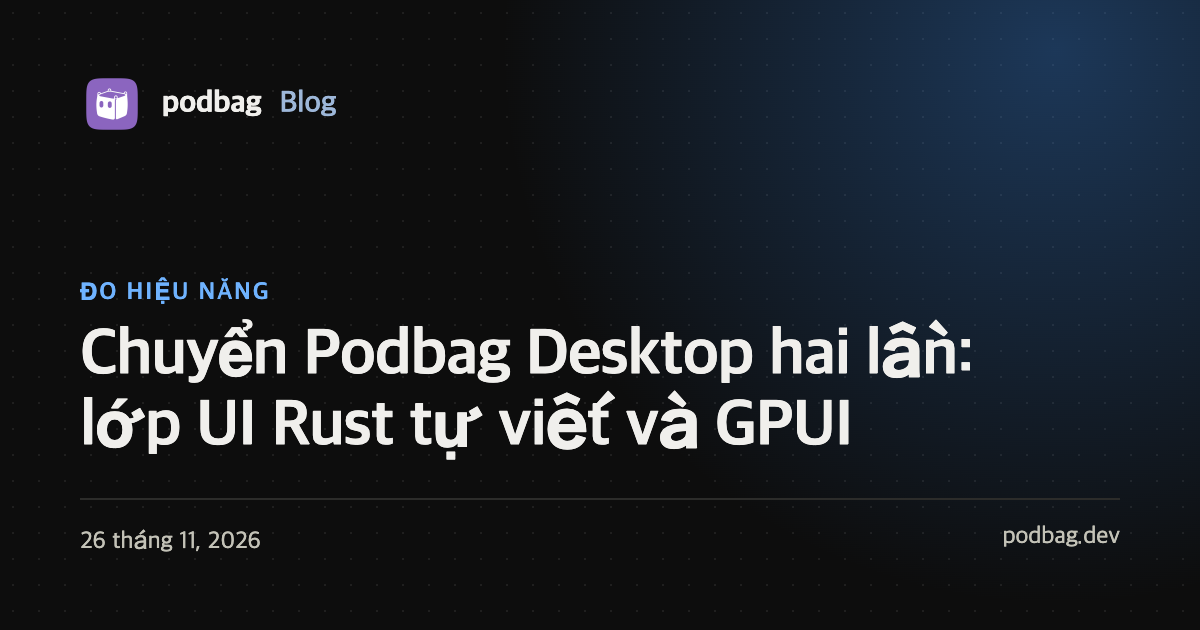 podbag Blog
ĐO HIỆU NĂNG
Chuyển Podbag Desktop hai lần:
lớp UI Rust tự viết và GPUI
26 tháng 11, 2026
podbag.dev